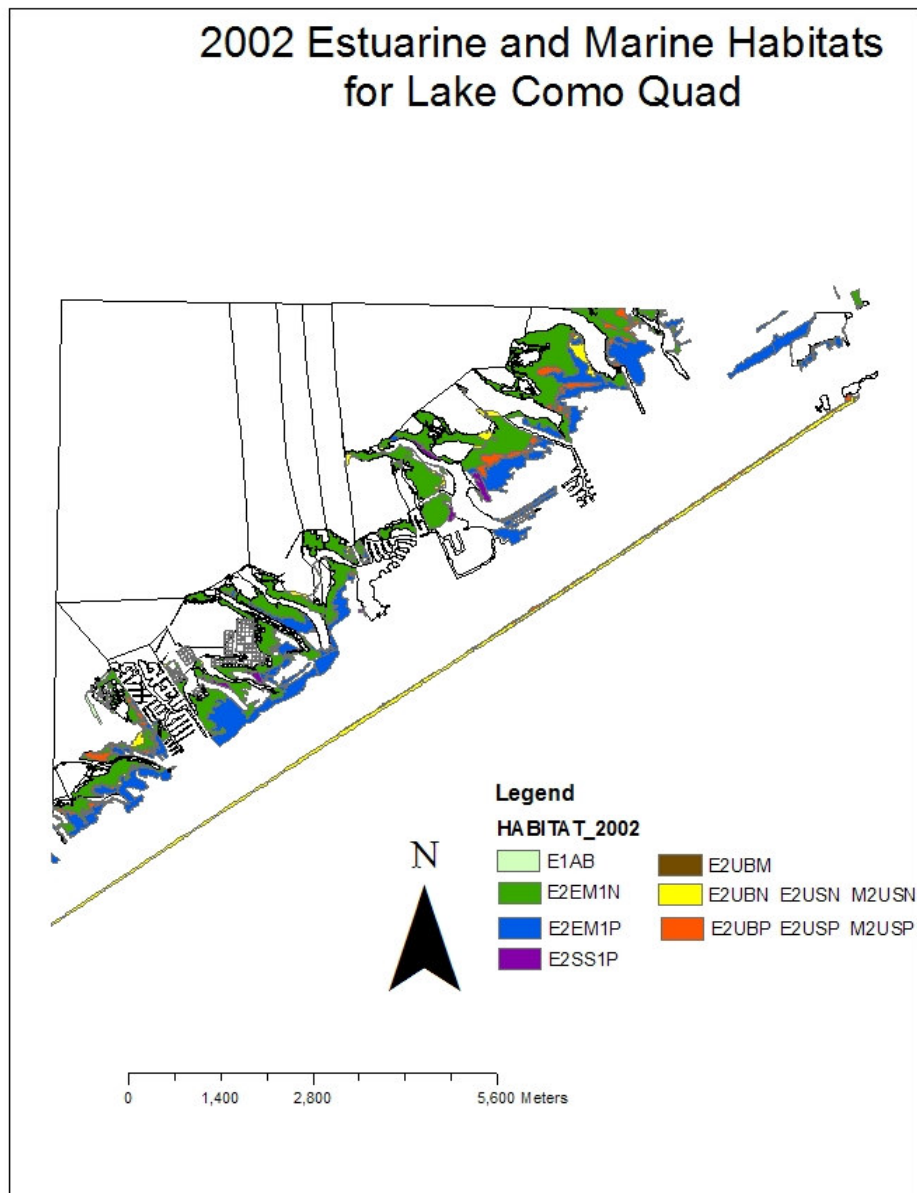 2002 Estuarine and Marine Habitats
for Lake Como Quad
Legend
HABITAT_2002
E1AB
E2EM1N
E2EM1P
E2SS1P
E2UBM
E2UBN E2USN M2USN
E2UBP E2USP M2USP
N
0 1,400 2,800 5,600 Meters